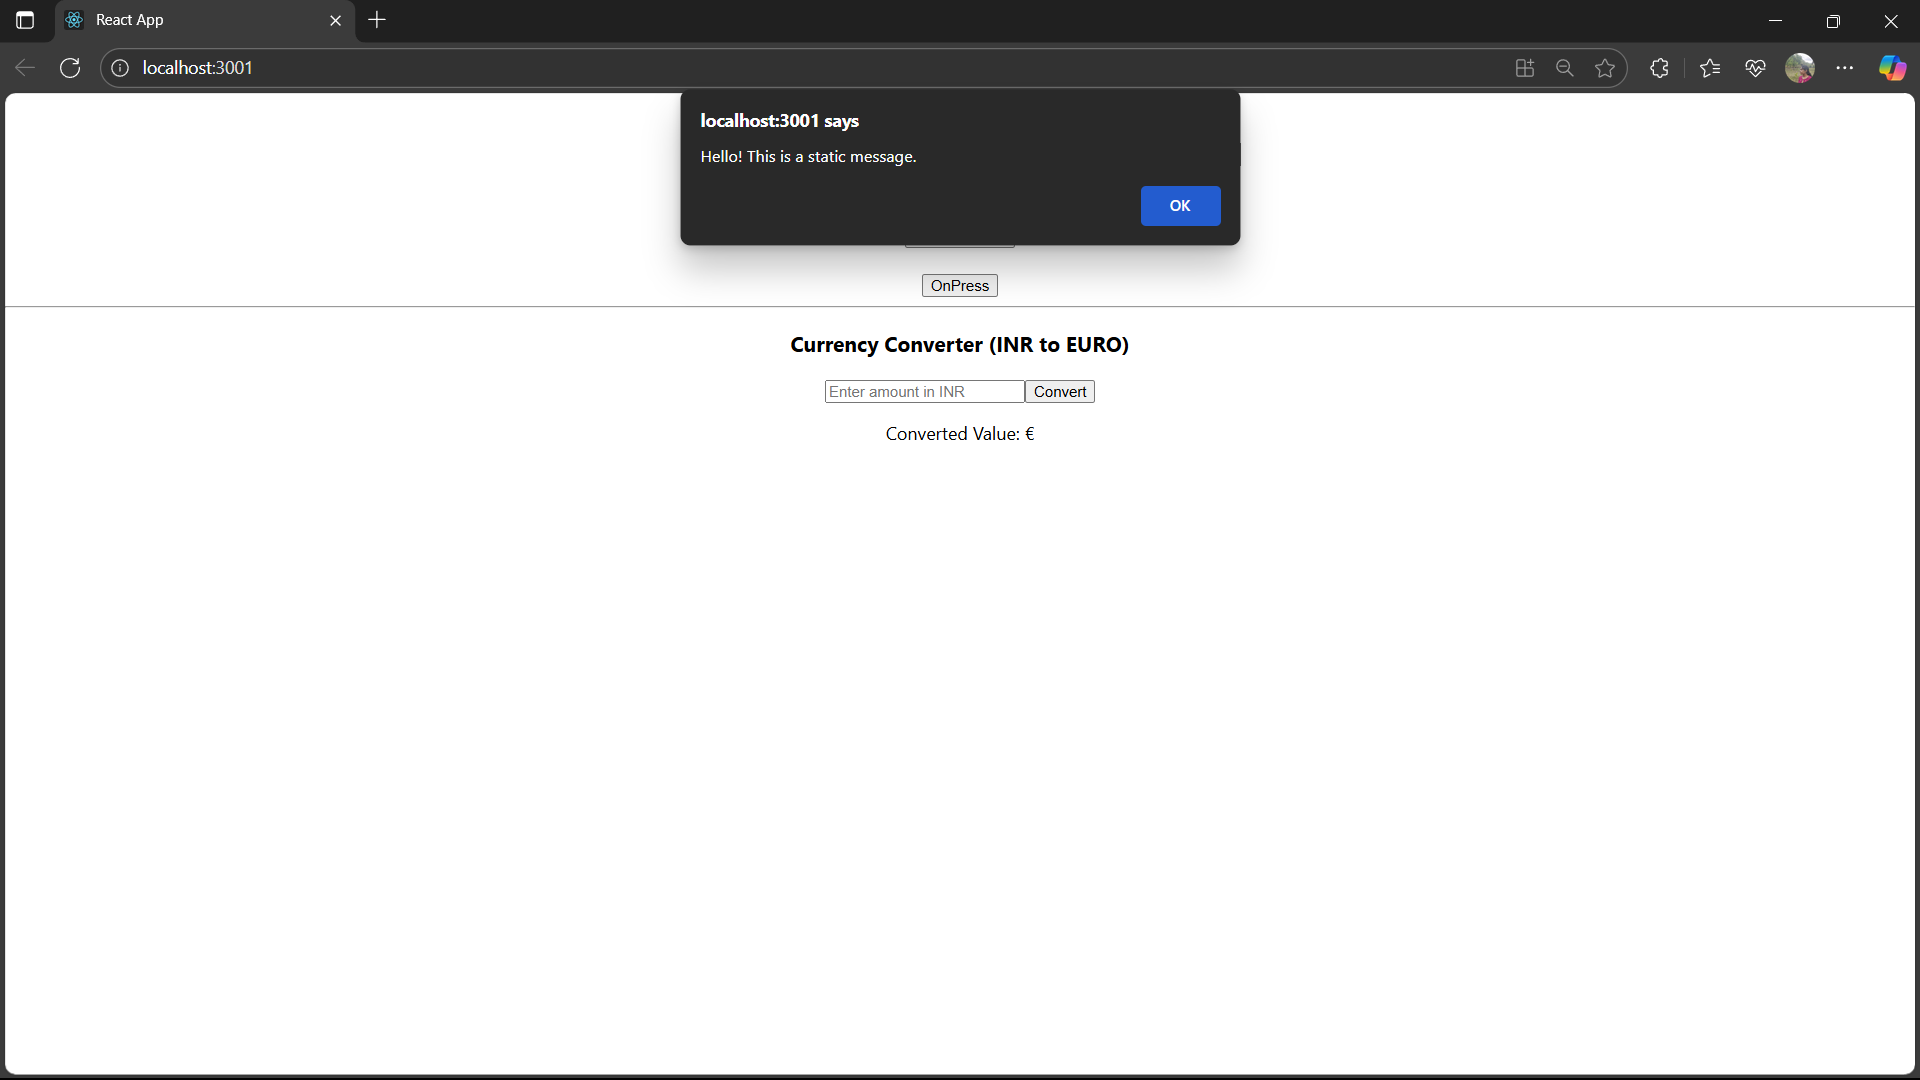 React App
localhost:3001
localhost:3001 says
Hello! This is a static message.
OK
OnPress
Currency Converter (INR to EURO)
Enter amount in INR Convert
Converted Value: €